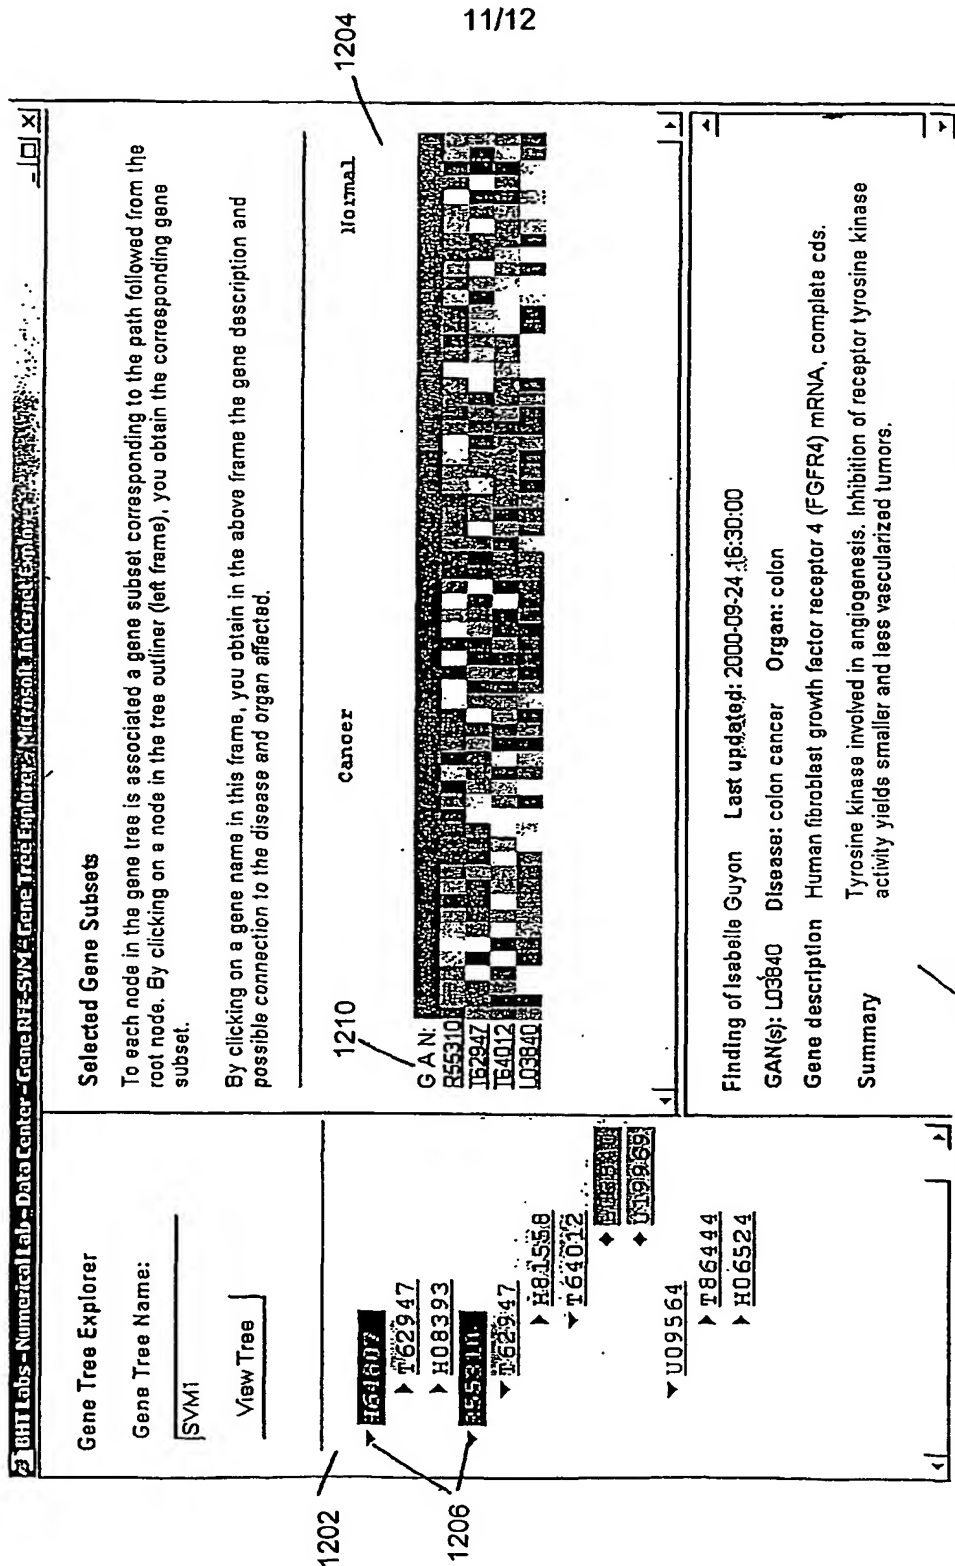 11/12
BHT Labs - Numerical Lab - Data Center - Gene RFE-SVM - Gene Tree Explorer2/Microsoft Internet Explorer
1202
1206
Gene Tree Explorer
Gene Tree Name:
SVM1
View Tree
T62947
H08393
R55310
T62947
H81558
T64012
U19969
U09564
T86444
H06524
1204
Selected Gene Subsets
To each node in the gene tree is associated a gene subset corresponding to the path followed from the
root node. By clicking on a node in the tree outliner (left frame), you obtain the corresponding gene
subset.
By clicking on a gene name in this frame, you obtain in the above frame the gene description and
possible connection to the disease and organ affected.
1210
Cancer Normal
GAN:
R55310
T62947
T64012
L03840
Finding of Isabelle Guyon Last updated: 2000-09-24 16:30:00
GAN(s): L03840 Disease: colon cancer Organ: colon
Gene description Human fibroblast growth factor receptor 4 (FGFR4) mRNA, complete cds.
Summary Tyrosine kinase involved in angiogenesis. Inhibition of receptor tyrosine kinase
activity yields smaller and less vascularized tumors.